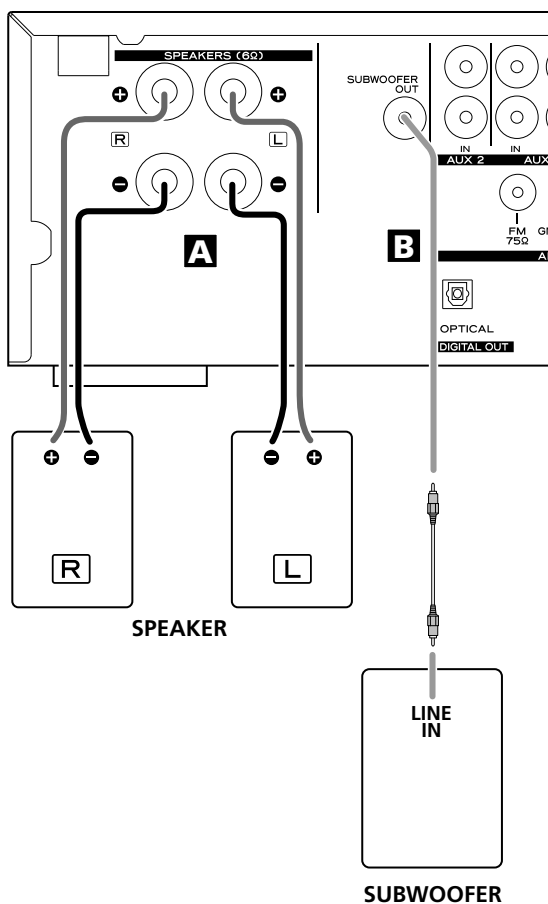 SPEAKERS (6Ω)
SUBWOOFER
OUT
+ +
R L
− −
IN IN
AUX 2 AUX
A
B
FM
75Ω
OPTICAL
DIGITAL OUT
+ − − +
R L
SPEAKER
LINE
IN
SUBWOOFER